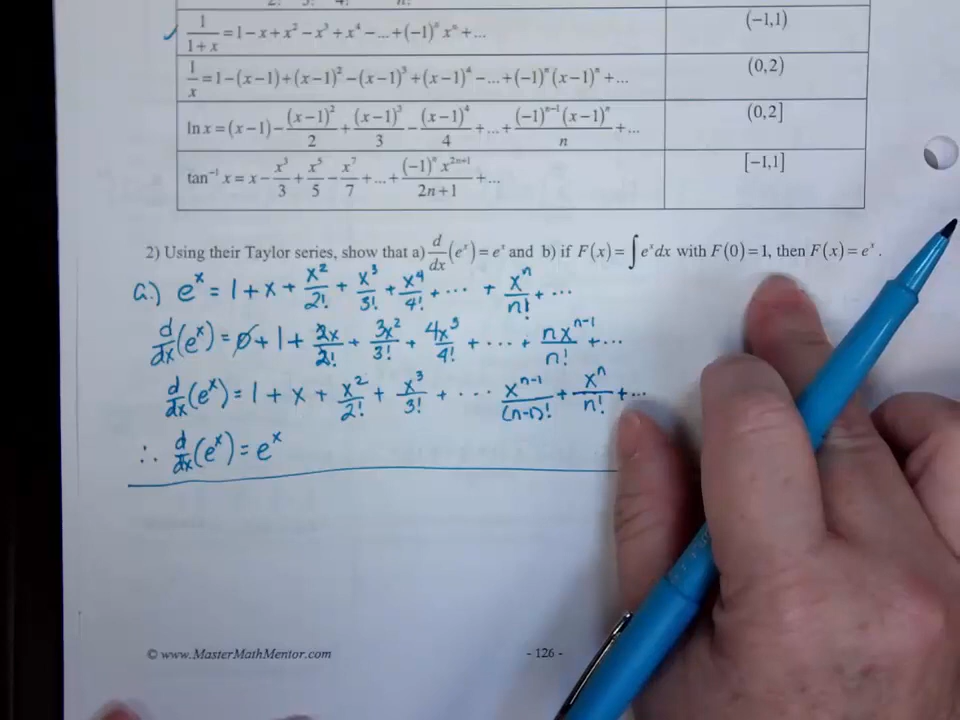 1/(1+x) = 1 − x + x² − x³ + x⁴ − ... + (−1)ⁿ xⁿ + ... (−1,1)
1/x = 1 − (x−1) + (x−1)² − (x−1)³ + (x−1)⁴ − ... + (−1)ⁿ (x−1)ⁿ + ... (0,2)
ln x = (x−1) − (x−1)²/2 + (x−1)³/3 − (x−1)⁴/4 + ... + (−1)ⁿ⁻¹ (x−1)ⁿ/n + ... (0,2]
tan⁻¹ x = x − x³/3 + x⁵/5 − x⁷/7 + ... + (−1)ⁿ x²ⁿ⁺¹/(2n+1) + ... [−1,1]
2) Using their Taylor series, show that a) d/dx (eˣ) = eˣ and b) if F(x) = ∫ eˣ dx with F(0) = 1, then F(x) = eˣ.
a.) eˣ = 1 + x + x²/2! + x³/3! + x⁴/4! + ... + xⁿ/n! + ...
d/dx (eˣ) = 0 + 1 + 2x/2! + 3x²/3! + 4x³/4! + ... + nxⁿ⁻¹/n! + ...
d/dx (eˣ) = 1 + x + x²/2! + x³/3! + ... xⁿ⁻¹/(n−1)! + xⁿ/n! + ...
∴ d/dx (eˣ) = eˣ
© www.MasterMathMentor.com - 126 -